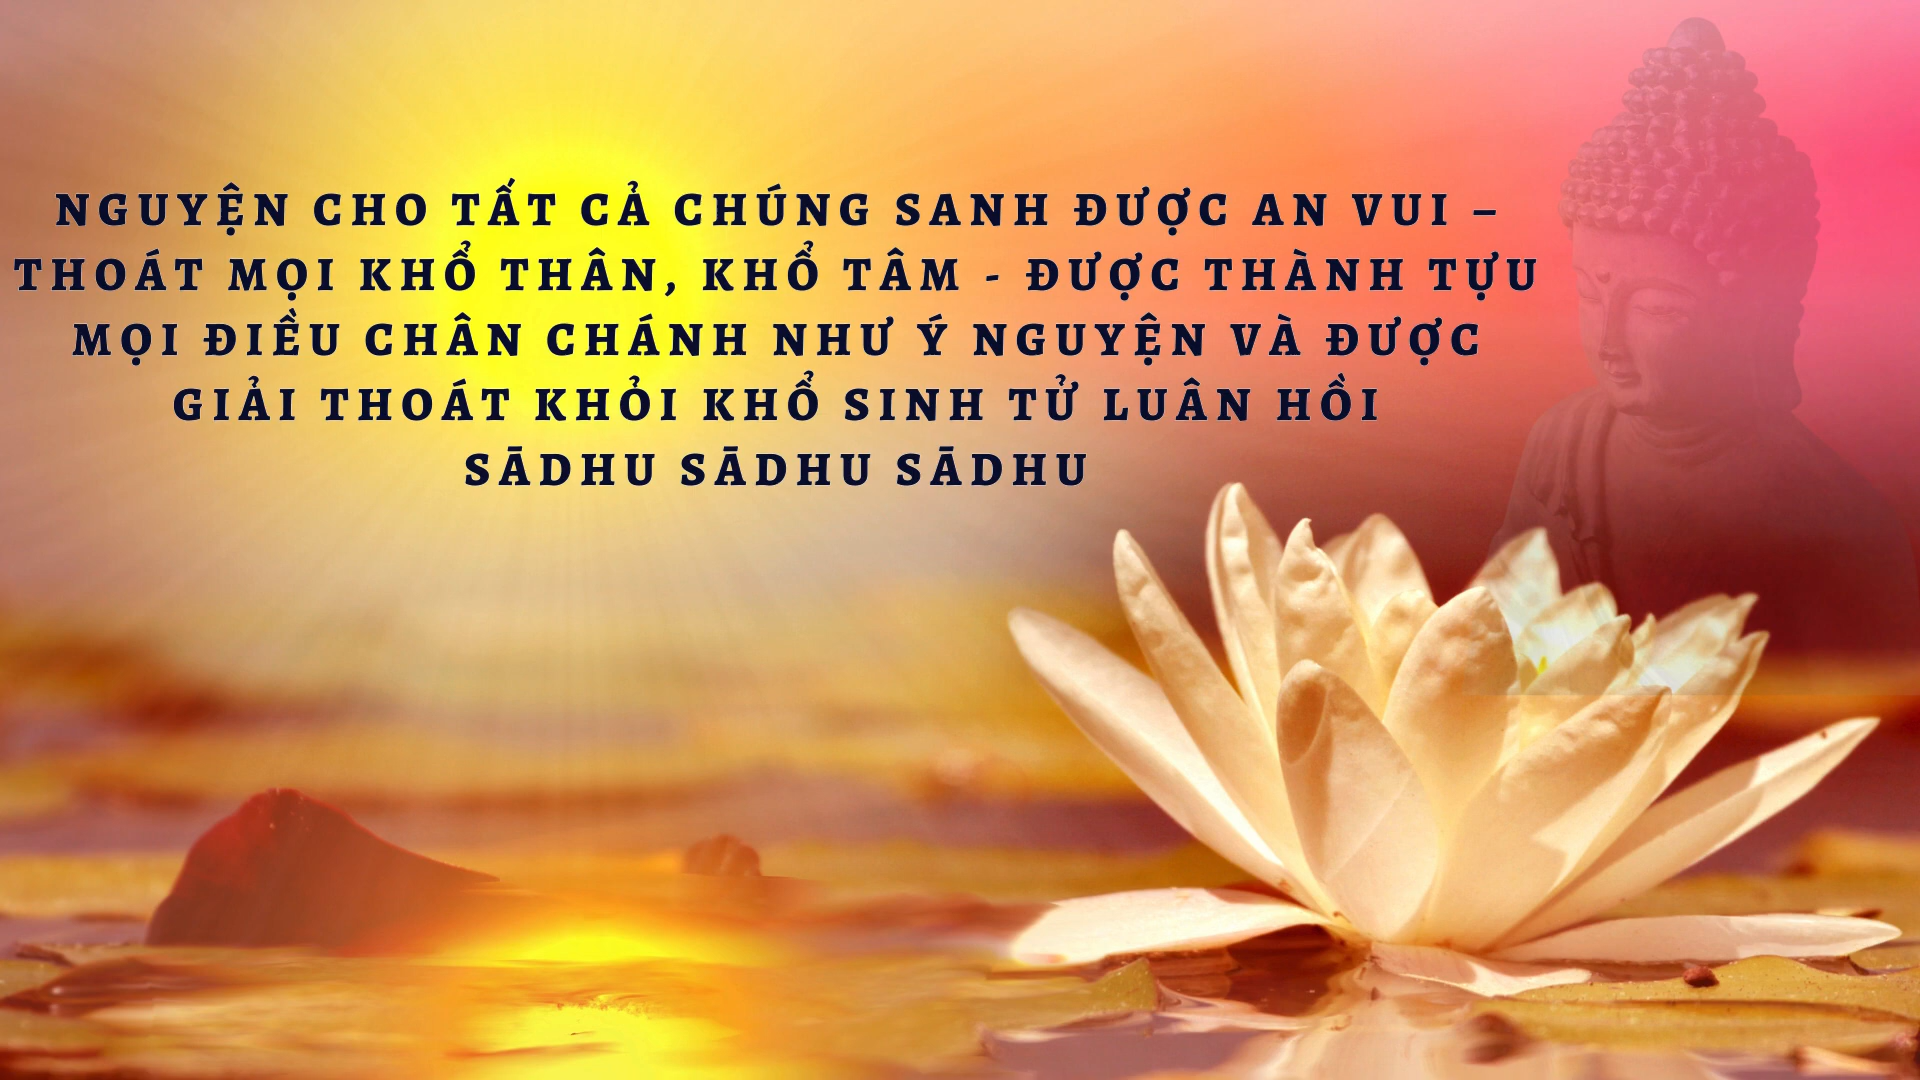 NGUYỆN CHO TẤT CẢ CHÚNG SANH ĐƯỢC AN VUI –
THOÁT MỌI KHỔ THÂN, KHỔ TÂM - ĐƯỢC THÀNH TỰU
MỌI ĐIỀU CHÂN CHÁNH NHƯ Ý NGUYỆN VÀ ĐƯỢC
GIẢI THOÁT KHỎI KHỔ SINH TỬ LUÂN HỒI
SĀDHU SĀDHU SĀDHU